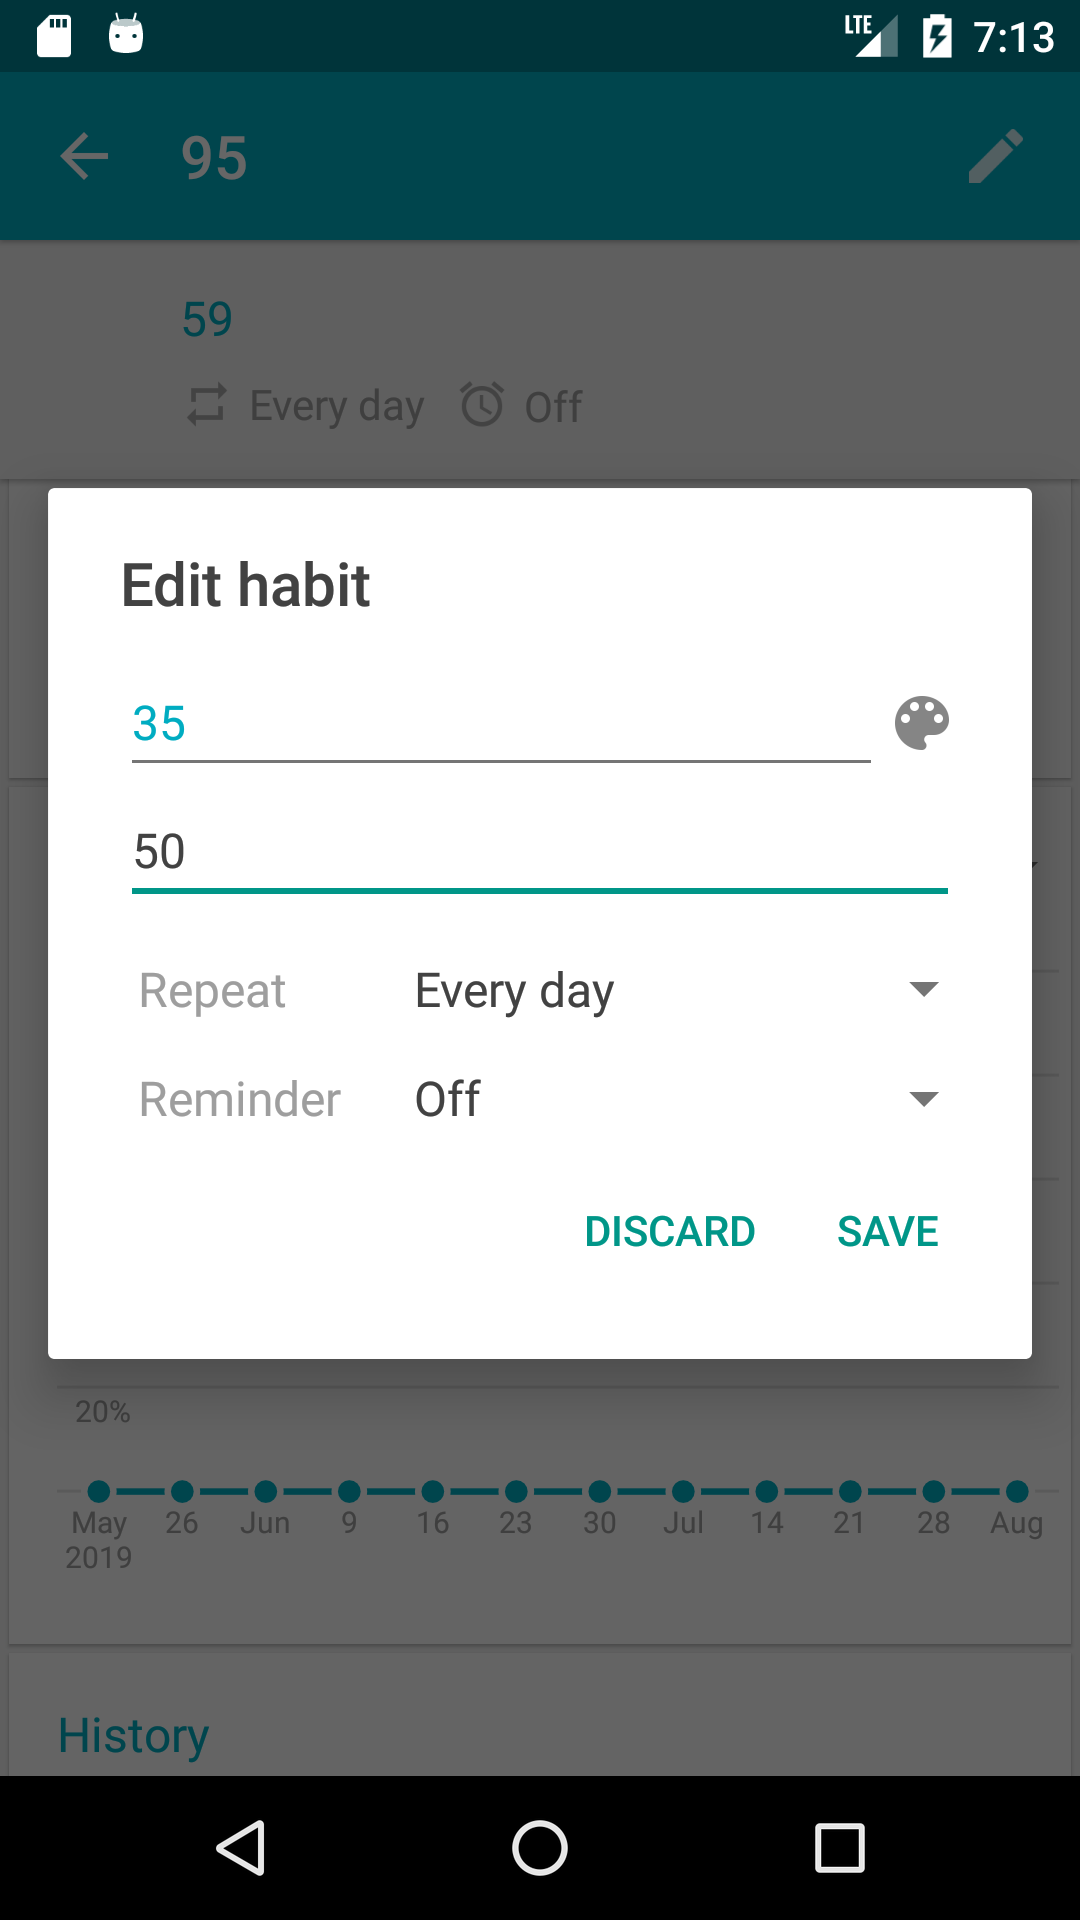 LTE 7:13
95
59
Every day Off
Edit habit
35
50
Repeat Every day
Reminder Off
DISCARD SAVE
20%
May 26 Jun 9 16 23 30 Jul 14 21 28 Aug
2019
History